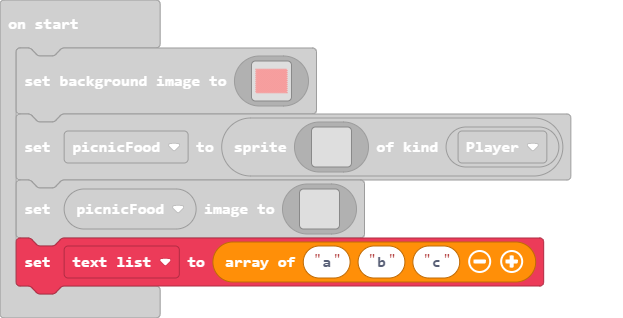 on start
set background image to
set picnicFood to sprite of kind Player
set picnicFood image to
set text list to array of "a" "b" "c"